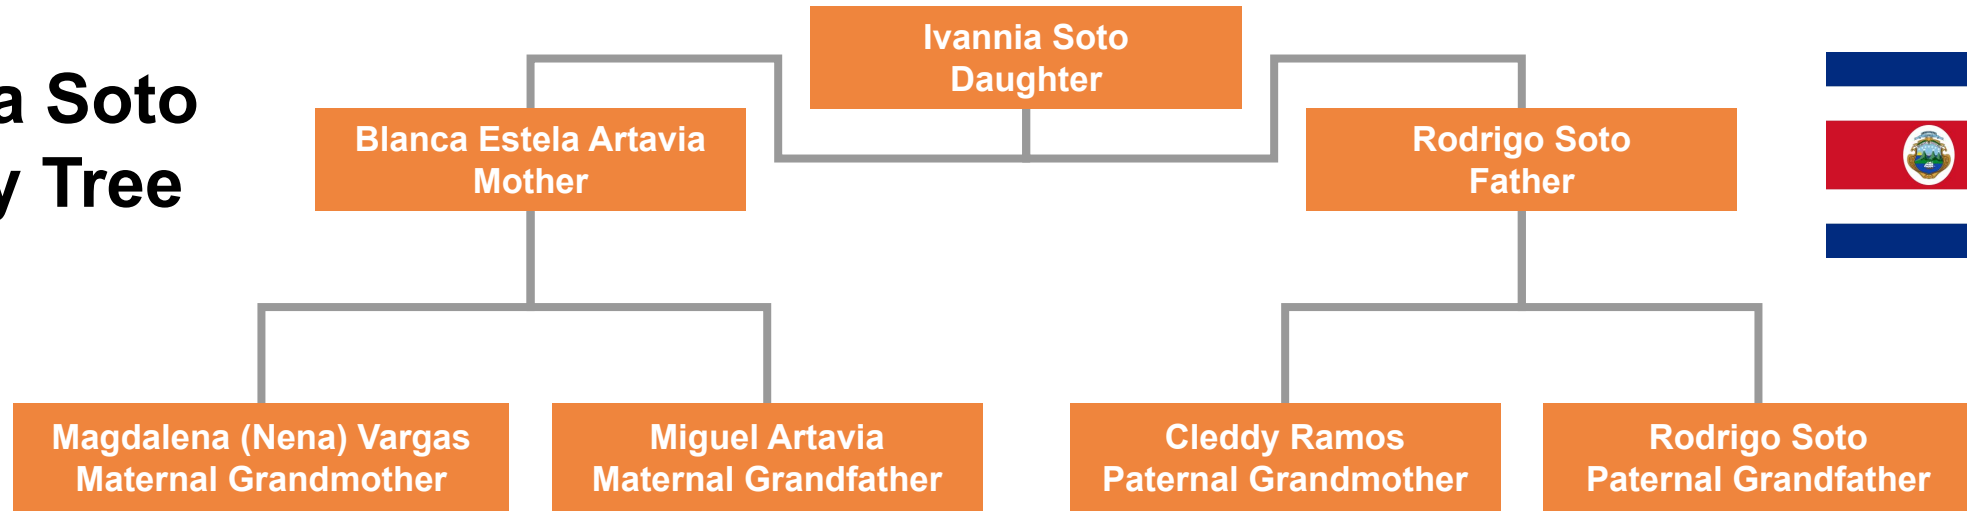 a Soto
y Tree
Ivannia Soto
Daughter
Blanca Estela Artavia
Mother
Rodrigo Soto
Father
Magdalena (Nena) Vargas
Maternal Grandmother
Miguel Artavia
Maternal Grandfather
Cleddy Ramos
Paternal Grandmother
Rodrigo Soto
Paternal Grandfather